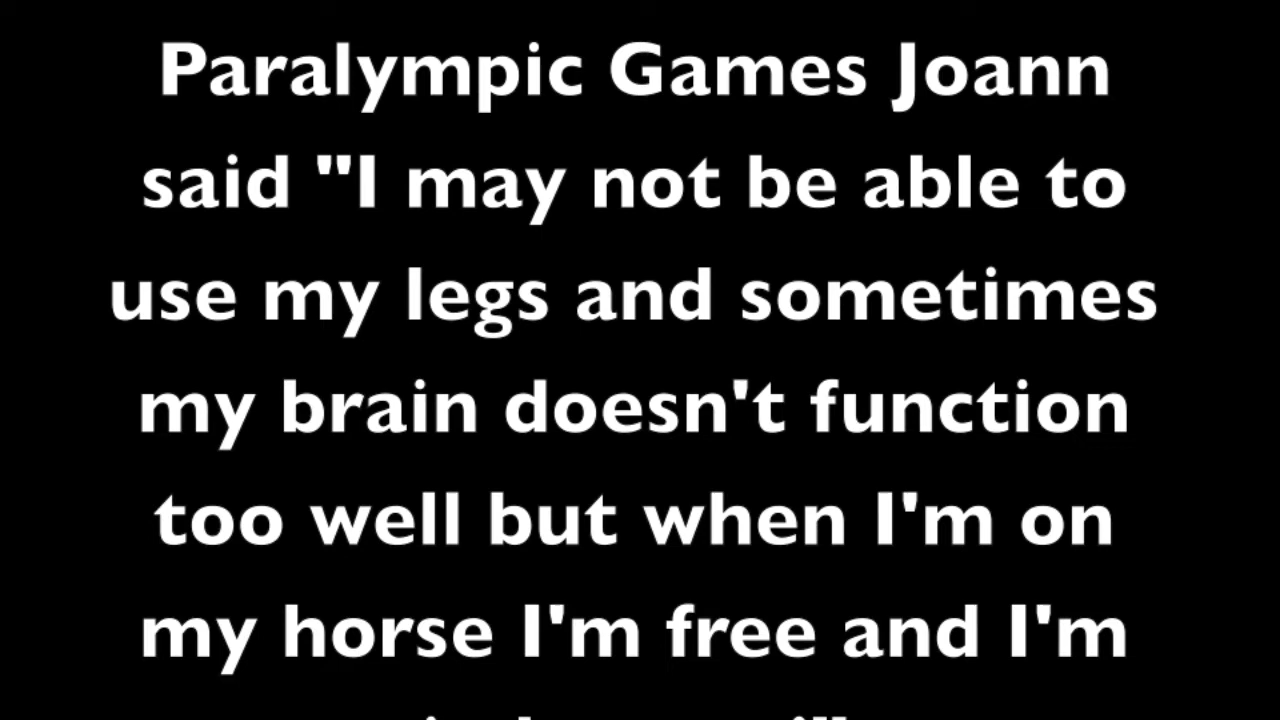 Paralympic Games Joann
said "I may not be able to
use my legs and sometimes
my brain doesn't function
too well but when I'm on
my horse I'm free and I'm